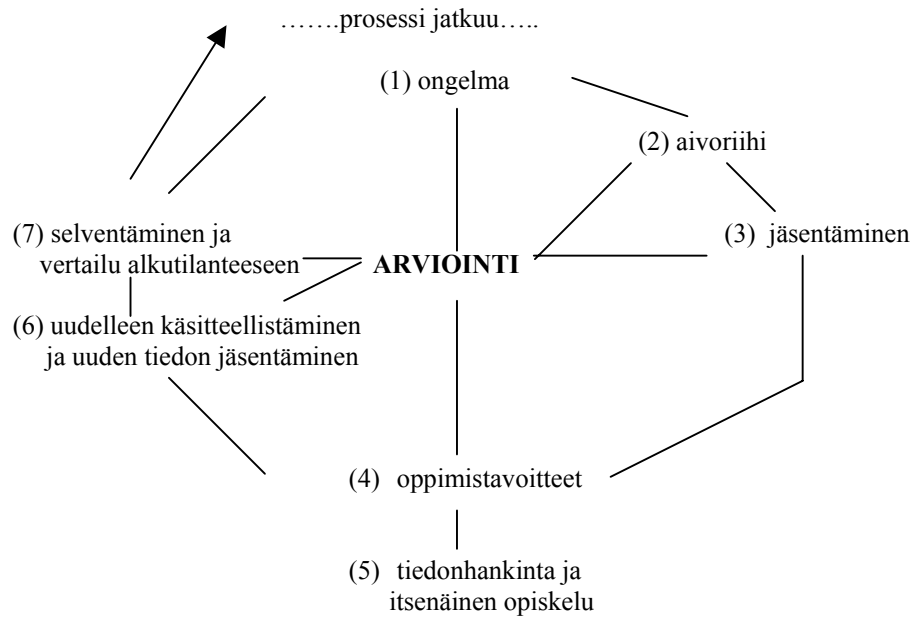 …….prosessi jatkuu…..
(1) ongelma
(2) aivoriihi
(3) jäsentäminen
(7) selventäminen ja
vertailu alkutilanteeseen
ARVIOINTI
(6) uudelleen käsitteellistäminen
ja uuden tiedon jäsentäminen
(4) oppimistavoitteet
(5) tiedonhankinta ja
itsenäinen opiskelu